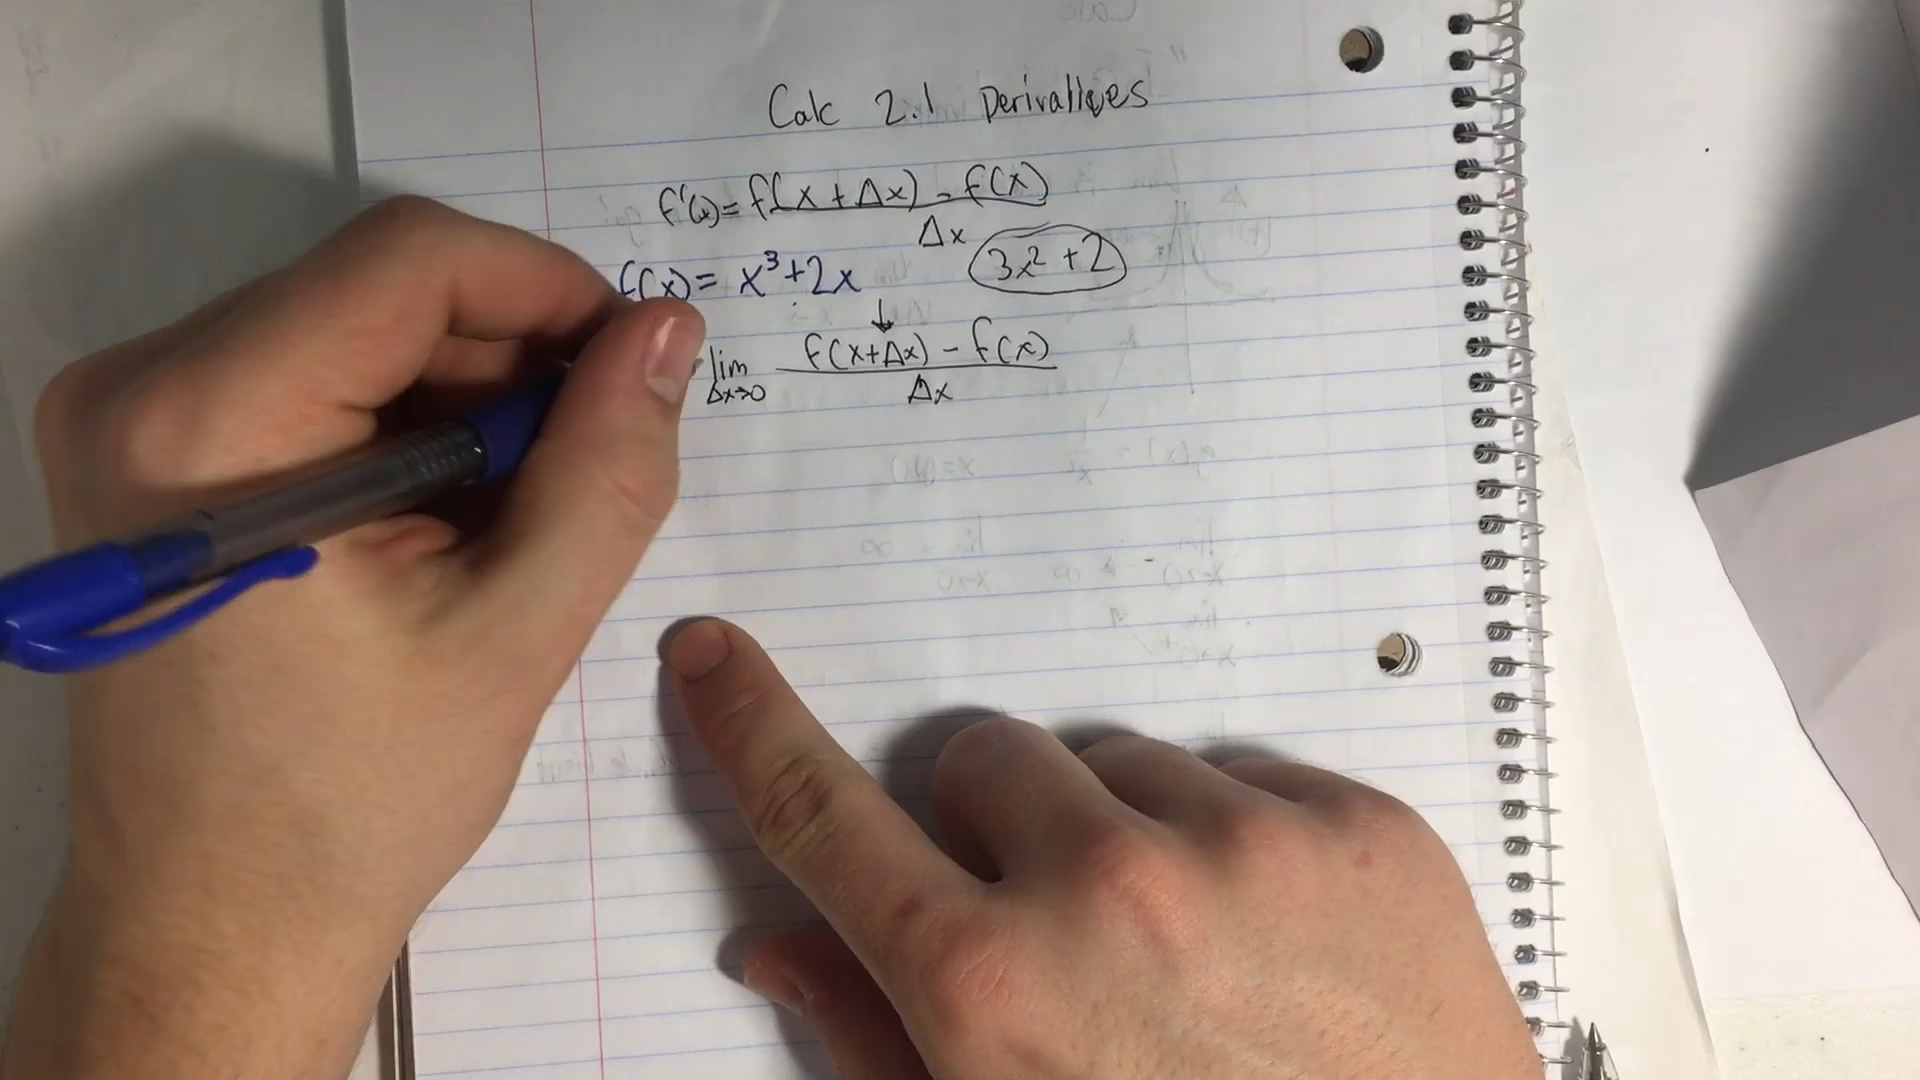 Calc 2.1 Derivatives
f'(x) = f(x + Δx) - f(x)
Δx
f(x) = x³+2x
3x² + 2
↓
lim f(x+Δx) - f(x)
Δx→0 Δx